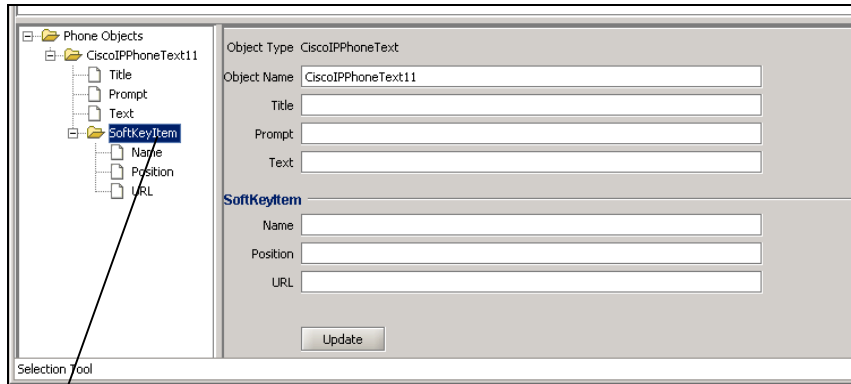 Phone Objects
CiscoIPPhoneText11
Title
Prompt
Text
SoftKeyItem
Name
Position
URL
Object Type CiscoIPPhoneText
Object Name CiscoIPPhoneText11
Title
Prompt
Text
SoftKeyItem
Name
Position
URL
Update
Selection Tool